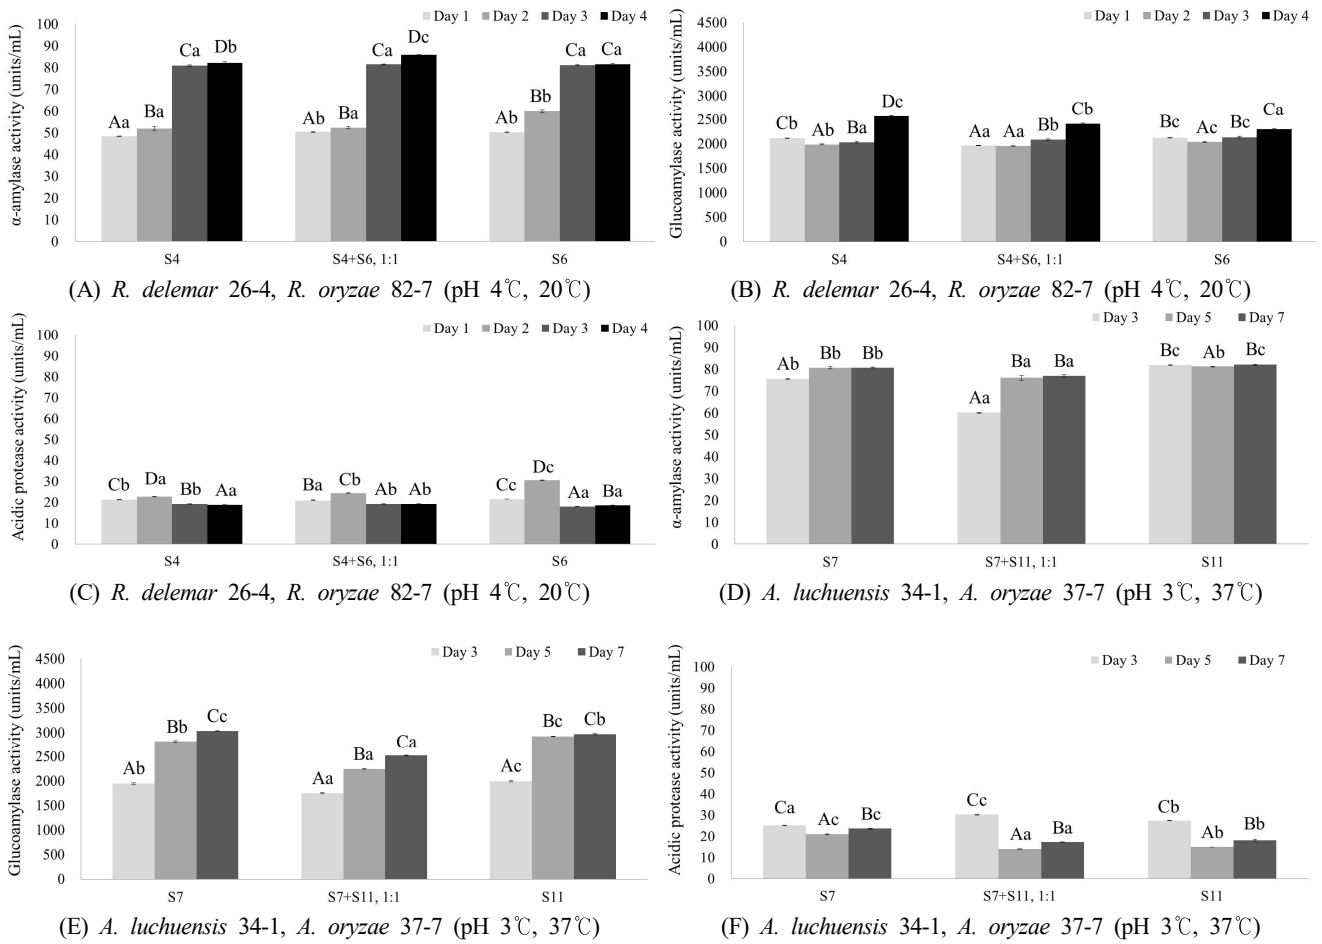 α-amylase activity (units/mL)
100
90
80
70
60
50
40
30
20
10
0
Day 1 Day 2 Day 3 Day 4
Aa Ba Ca Db
Ab Ba Ca Dc
Ab Bb Ca Ca
S4 S4+S6, 1:1 S6
(A) R. delemar 26-4, R. oryzae 82-7 (pH 4℃, 20℃)
Glucoamylase activity (units/mL)
4500
4000
3500
3000
2500
2000
1500
1000
500
0
Day 1 Day 2 Day 3 Day 4
Cb Ab Ba Dc
Aa Aa Bb Cb
Bc Ac Bc Ca
S4 S4+S6, 1:1 S6
(B) R. delemar 26-4, R. oryzae 82-7 (pH 4℃, 20℃)
Acidic protease activity (units/mL)
100
90
80
70
60
50
40
30
20
10
0
Day 1 Day 2 Day 3 Day 4
Cb Da Bb Aa
Ba Cb Ab Ab
Cc Dc Aa Ba
S4 S4+S6, 1:1 S6
(C) R. delemar 26-4, R. oryzae 82-7 (pH 4℃, 20℃)
α-amylase activity (units/mL)
100
90
80
70
60
50
40
30
20
10
0
Day 3 Day 5 Day 7
Ab Bb Bb
Aa Ba Ba
Bc Ab Bc
S7 S7+S11, 1:1 S11
(D) A. luchuensis 34-1, A. oryzae 37-7 (pH 3℃, 37℃)
Glucoamylase activity (units/mL)
4500
4000
3500
3000
2500
2000
1500
1000
500
0
Day 3 Day 5 Day 7
Ab Bb Cc
Aa Ba Ca
Ac Bc Cb
S7 S7+S11, 1:1 S11
(E) A. luchuensis 34-1, A. oryzae 37-7 (pH 3℃, 37℃)
Acidic protease activity (units/mL)
100
90
80
70
60
50
40
30
20
10
0
Day 3 Day 5 Day 7
Ca Ac Bc
Cc Aa Ba
Cb Ab Bb
S7 S7+S11, 1:1 S11
(F) A. luchuensis 34-1, A. oryzae 37-7 (pH 3℃, 37℃)